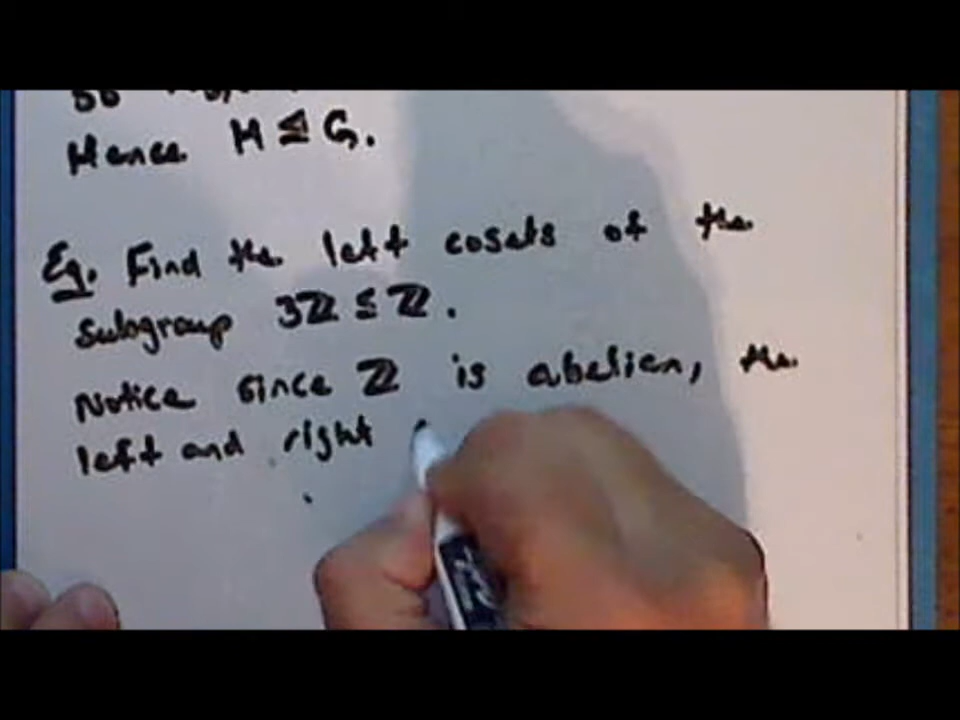 Hence H ⊴ G.
Eg. Find the left cosets of the
subgroup 3ℤ ≤ ℤ.
Notice since ℤ is abelian, the
left and right